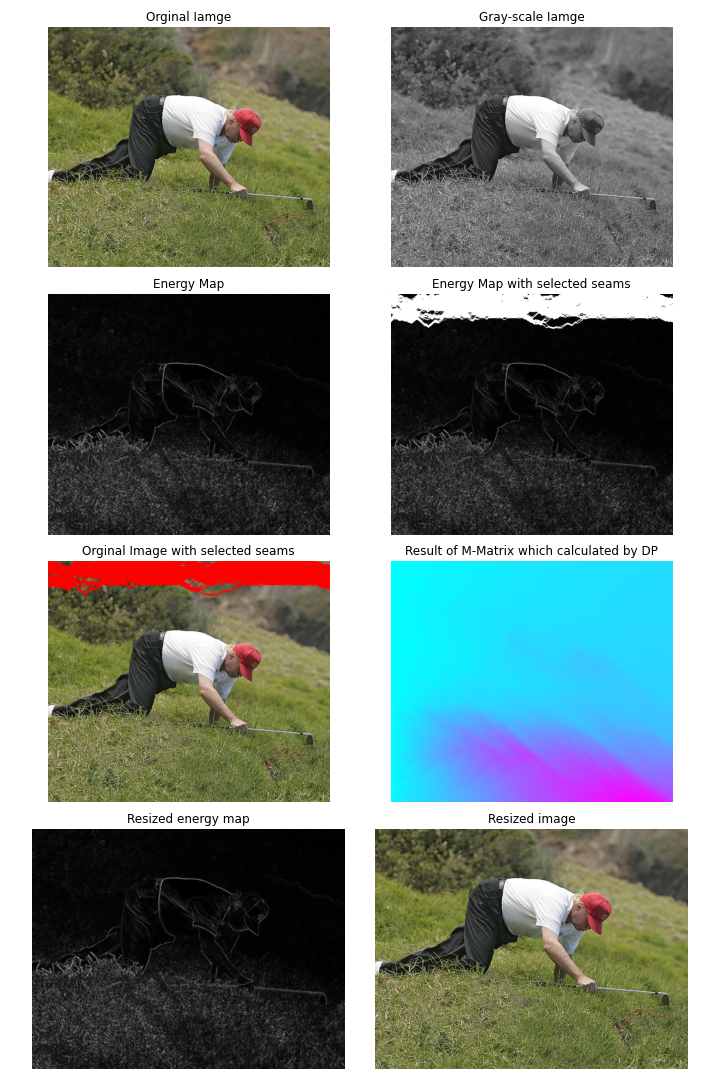 Orginal Iamge
Gray-scale Iamge
Energy Map
Energy Map with selected seams
Orginal Image with selected seams
Result of M-Matrix which calculated by DP
Resized energy map
Resized image